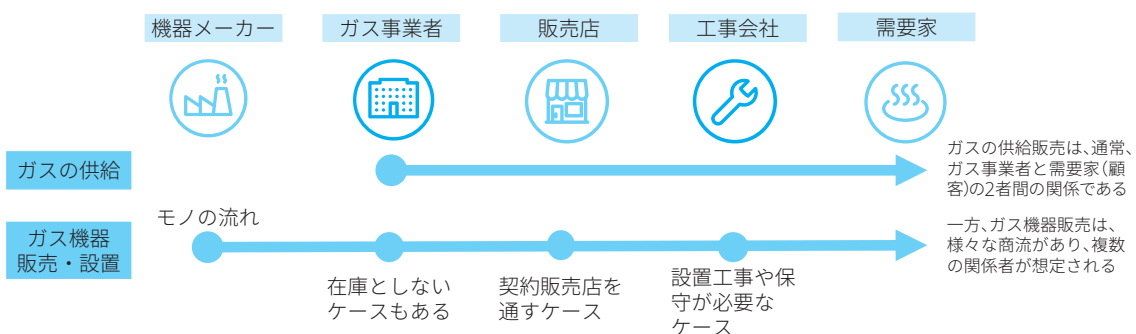 機器メーカー
ガス事業者
販売店
工事会社
需要家
ガスの供給
ガスの供給販売は、通常、
ガス事業者と需要家（顧
客）の2者間の関係である
モノの流れ
ガス機器
販売・設置
一方、ガス機器販売は、
様々な商流があり、複数
の関係者が想定される
在庫としない
ケースもある
契約販売店を
通すケース
設置工事や保
守が必要な
ケース